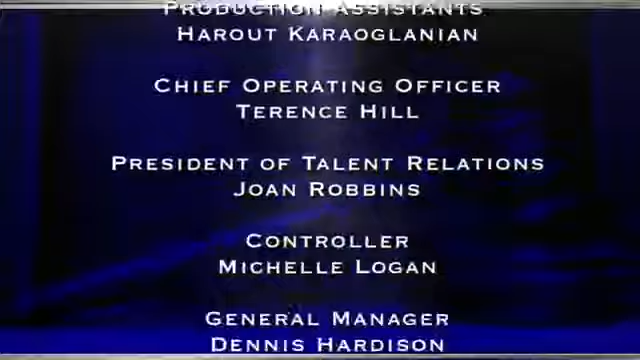 PRODUCTION ASSISTANTS
HAROUT KARAOGLANIAN
CHIEF OPERATING OFFICER
TERENCE HILL
PRESIDENT OF TALENT RELATIONS
JOAN ROBBINS
CONTROLLER
MICHELLE LOGAN
GENERAL MANAGER
DENNIS HARDISON